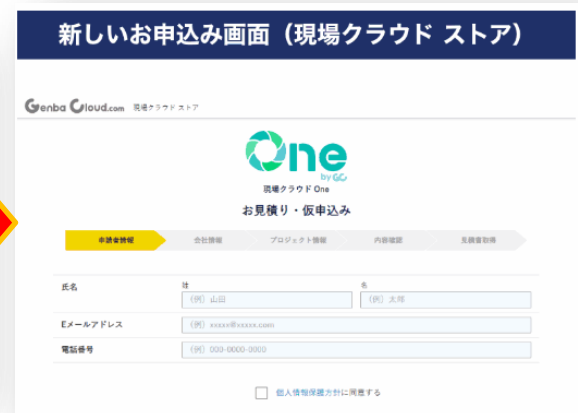 新しいお申込み画面（現場クラウド ストア）
Genba Cloud.com 現場クラウド ストア
One
by GC
現場クラウド One
お見積り・仮申込み
申請者情報 会社情報 プロジェクト情報 内容確認 見積書取得
氏名
姓 名
（例）山田 （例）太郎
Eメールアドレス （例）xxxxx@xxxxx.com
電話番号 （例）000-0000-0000
個人情報保護方針に同意する